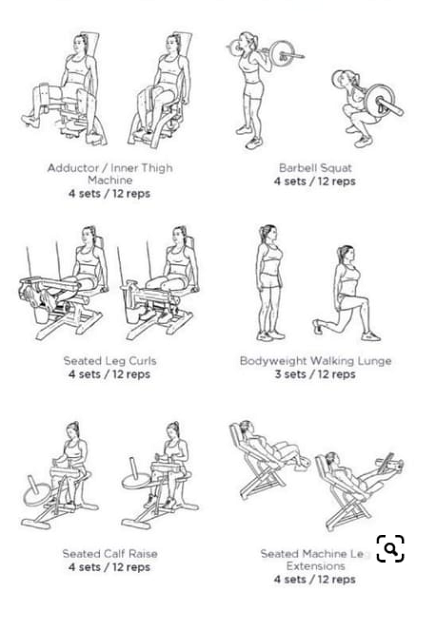 Adductor / Inner Thigh
Machine
4 sets / 12 reps
Barbell Squat
4 sets / 12 reps
Seated Leg Curls
4 sets / 12 reps
Bodyweight Walking Lunge
3 sets / 12 reps
Seated Calf Raise
4 sets / 12 reps
Seated Machine Le
Extensions
4 sets / 12 reps